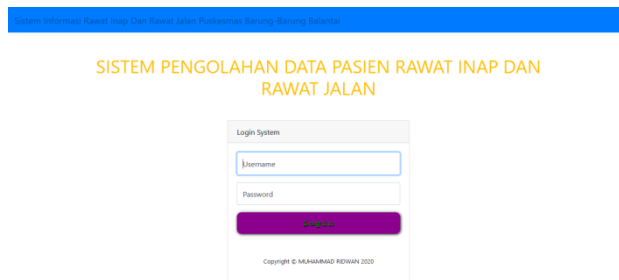 Sistem Informasi Rawat Inap Dan Rawat Jalan Puskesmas Barung-Barung Balantai
SISTEM PENGOLAHAN DATA PASIEN RAWAT INAP DAN
RAWAT JALAN
Login System
Username
Password
Login
Copyright © MUHAMMAD RIDWAN 2020